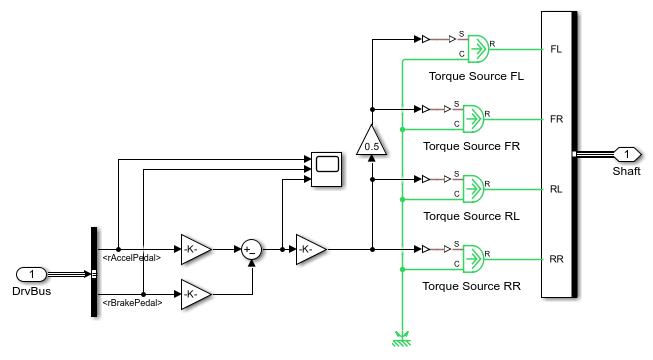 S
R
C
FL
Torque Source FL
S
R
C
FR
Torque Source FR
0.5
1
Shaft
S
R
C
RL
Torque Source RL
<rAccelPedal>
-K-
+
−
-K-
S
R
C
RR
Torque Source RR
1
DrvBus
<rBrakePedal>
-K-